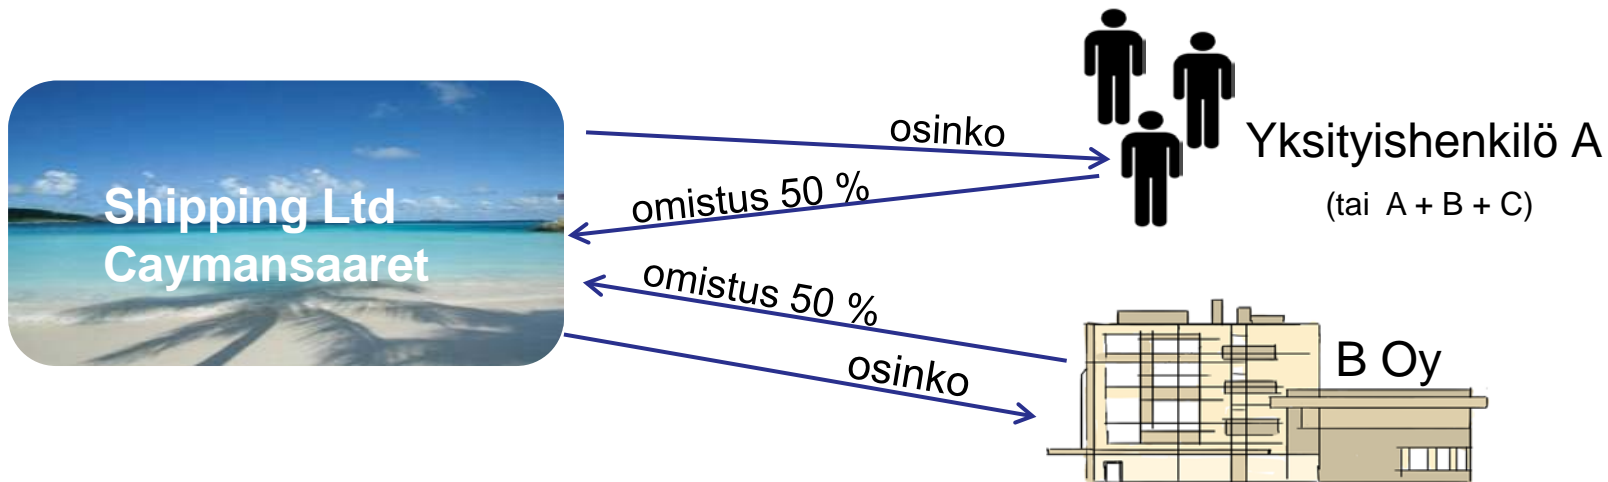 osinko
Yksityishenkilö A
omistus 50 %
(tai A + B + C)
Shipping Ltd
Caymansaaret
omistus 50 %
B Oy
osinko